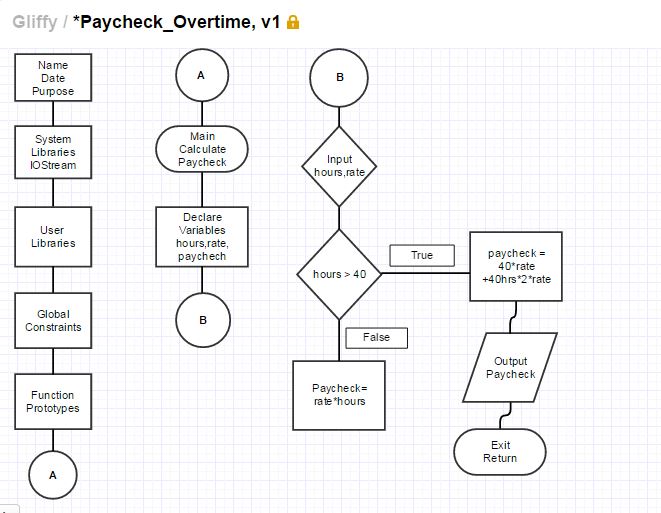 Gliffy / *Paycheck_Overtime, v1
Name
Date
Purpose
System
Libraries
IOStream
User
Libraries
Global
Constraints
Function
Prototypes
A
A
Main
Calculate
Paycheck
Declare
Variables
hours,rate,
paychech
B
B
Input
hours,rate
hours > 40
True
paycheck =
40*rate
+40hrs*2*rate
False
Paycheck=
rate*hours
Output
Paycheck
Exit
Return